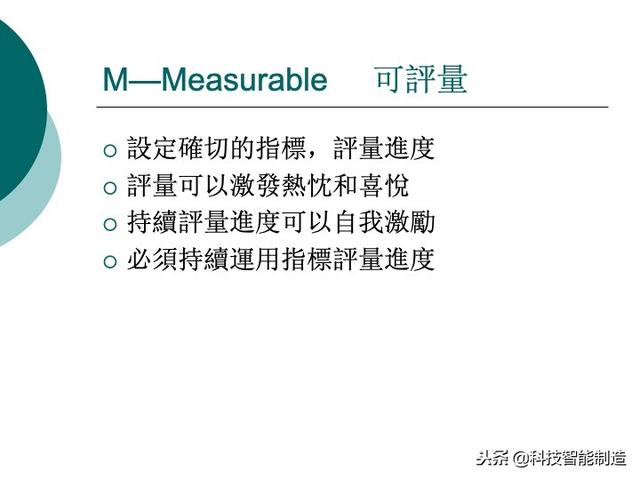 M—Measurable 可評量
設定確切的指標，評量進度
評量可以激發熱忱和喜悅
持續評量進度可以自我激勵
必須持續運用指標評量進度
头条 @科技智能制造